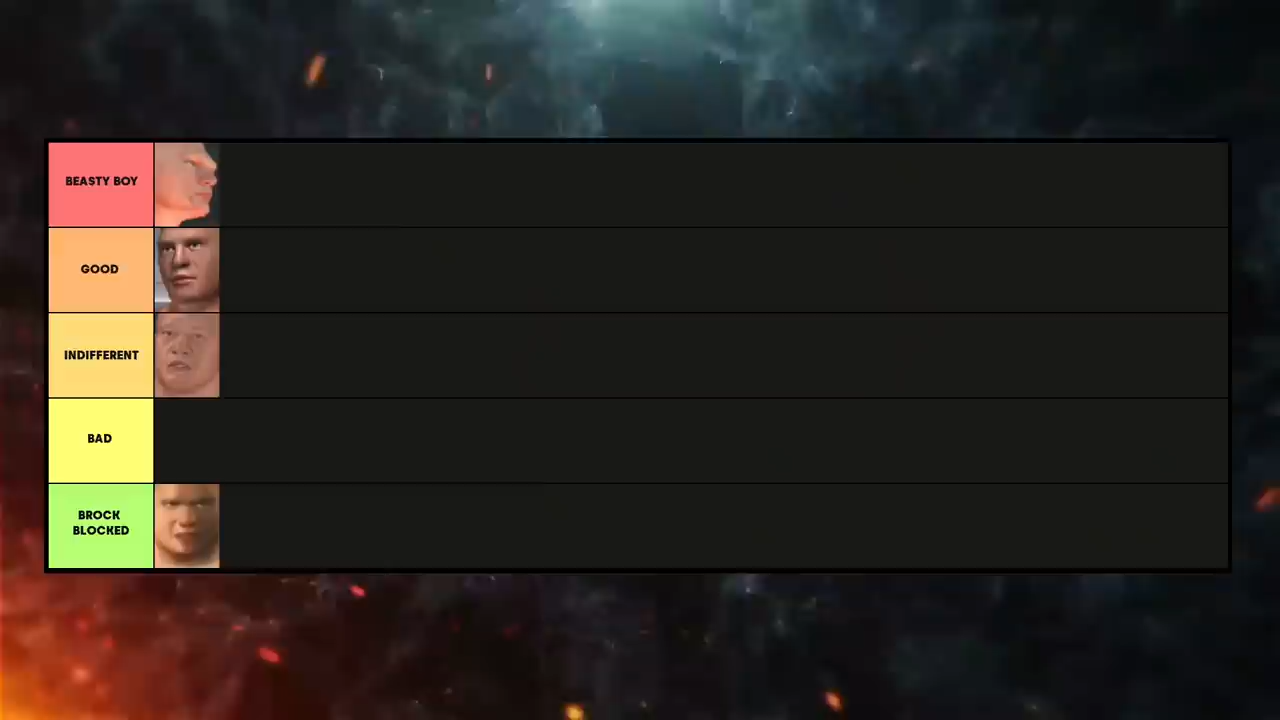 BEASTY BOY
GOOD
INDIFFERENT
BAD
BROCK
BLOCKED